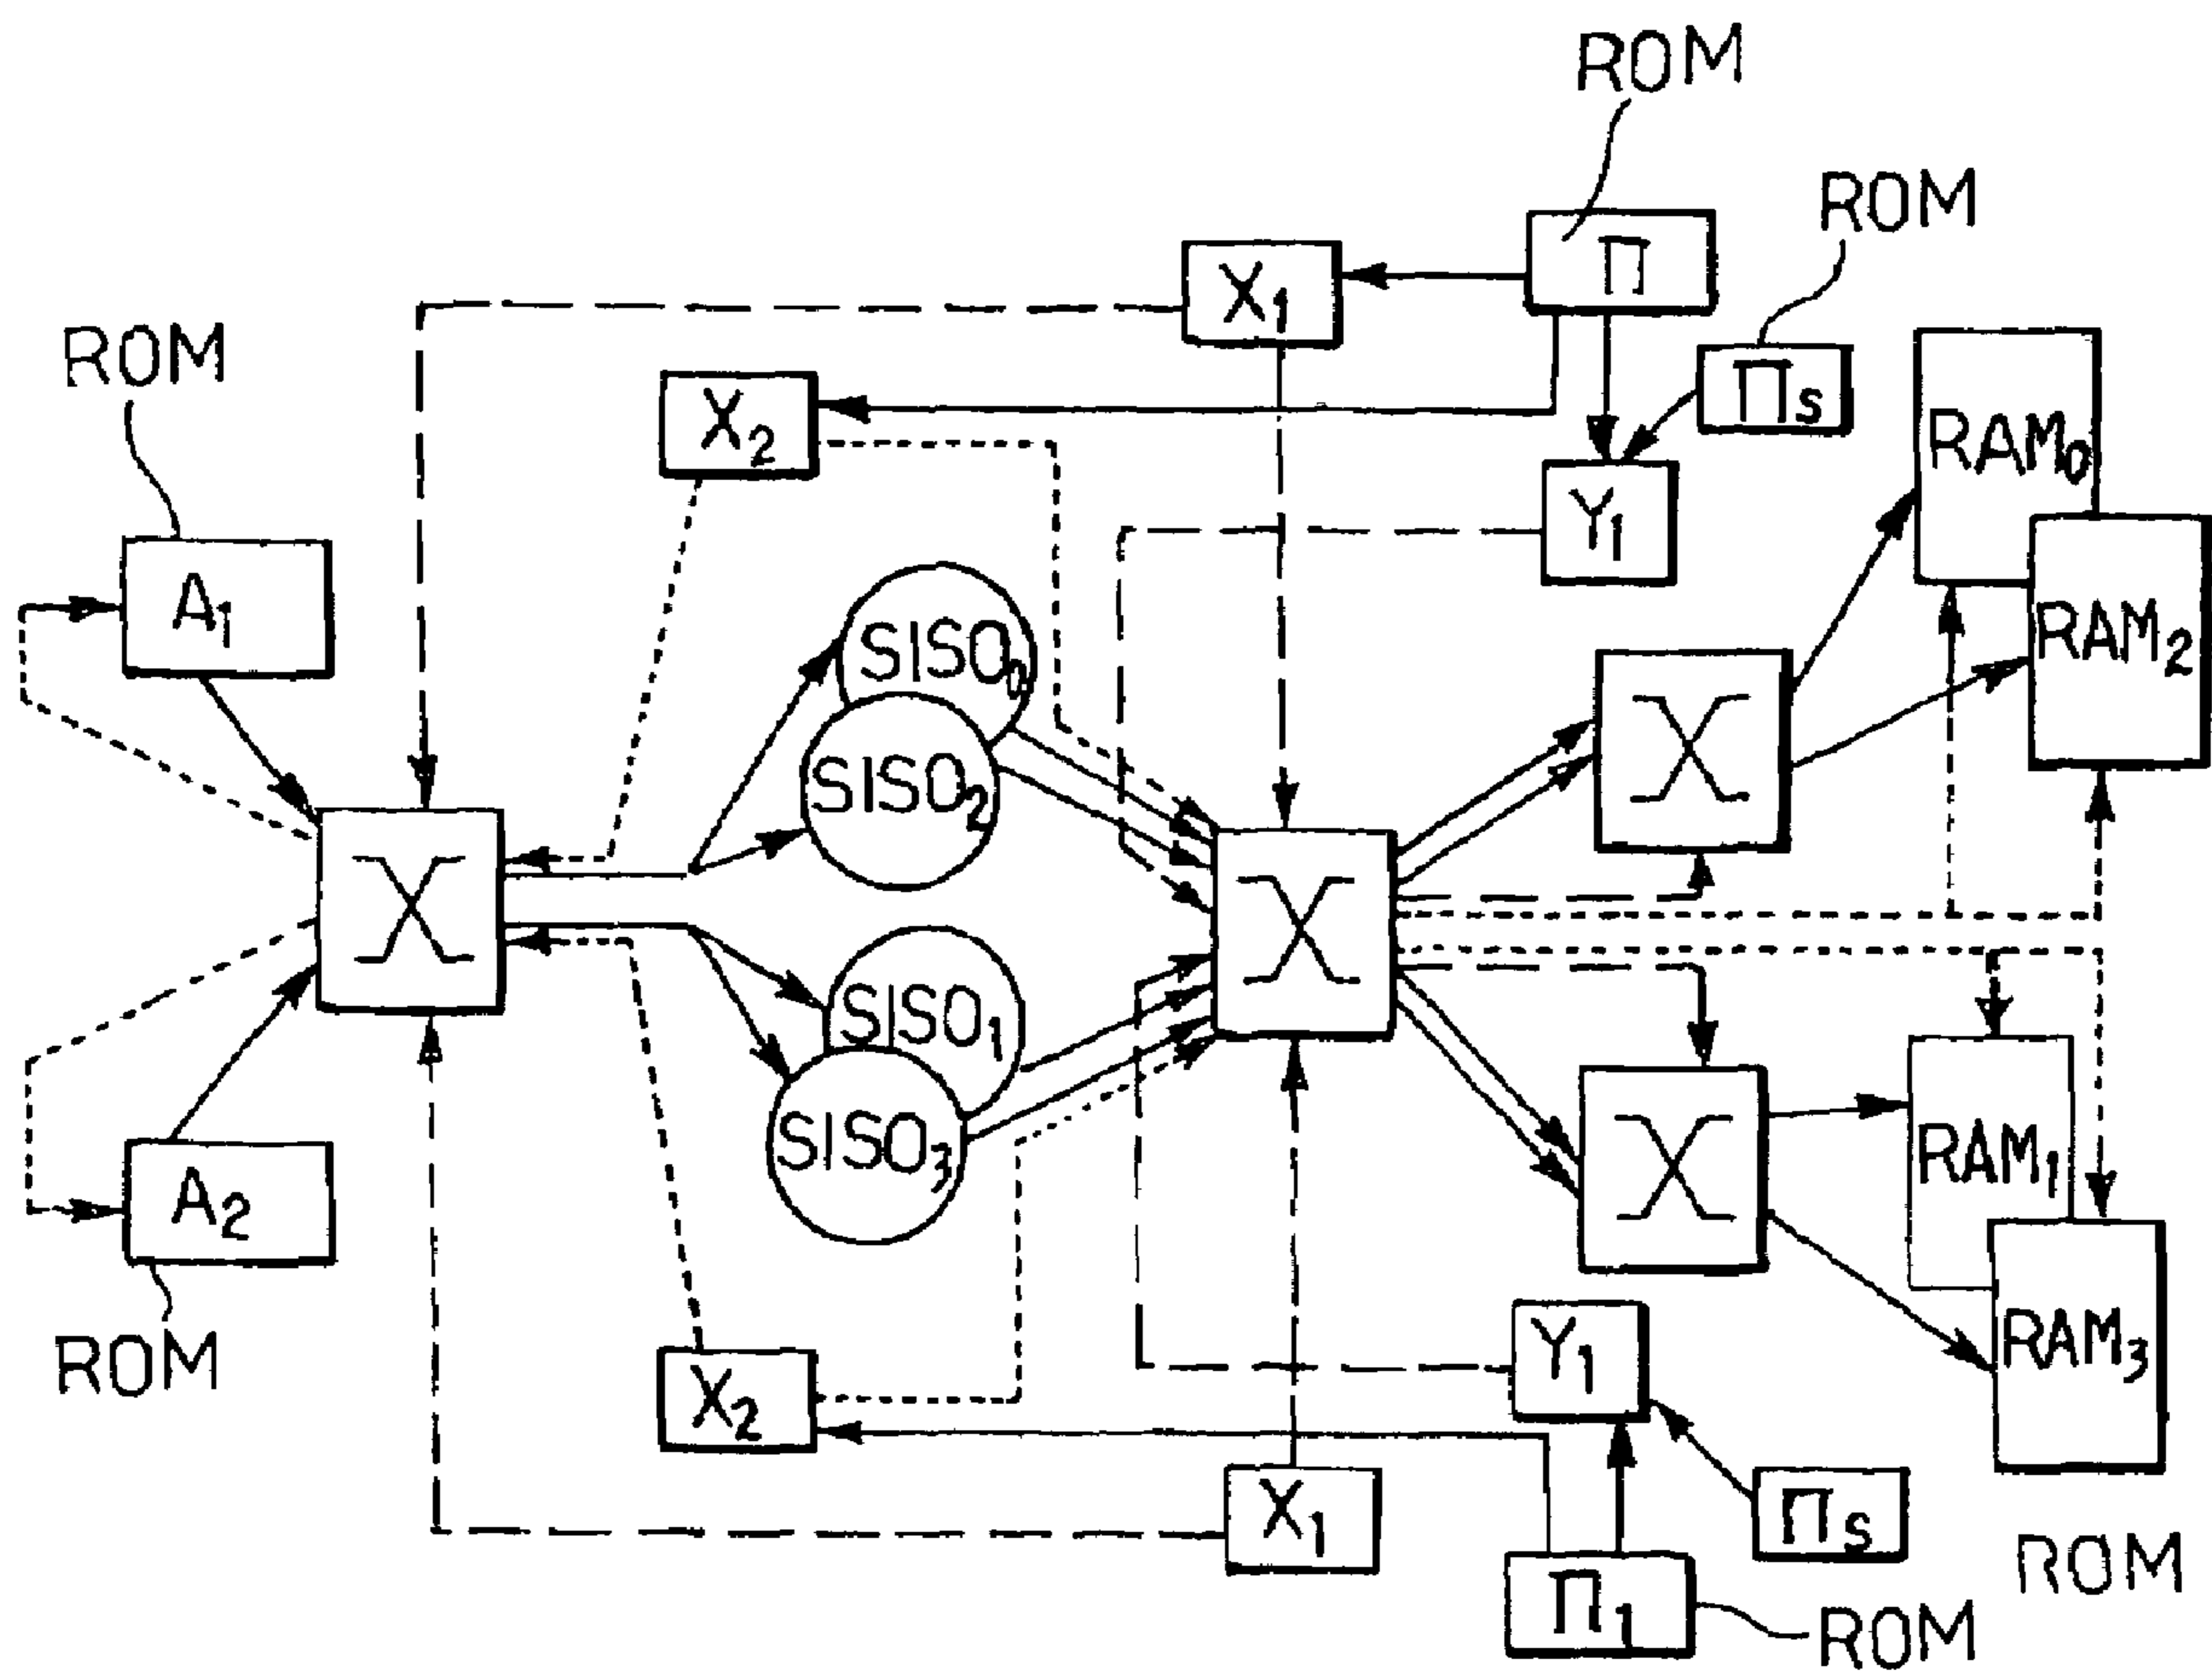 ROM
ROM
Π
X₁
Πs
ROM
RAM₀
X₂
Y₁
A₁
RAM₂
SISO₀
SISO₂
SISO₁
SISO₃
RAM₁
A₂
RAM₃
ROM
Y₁
X₂
X₁
Πs
ROM
Π₁
ROM